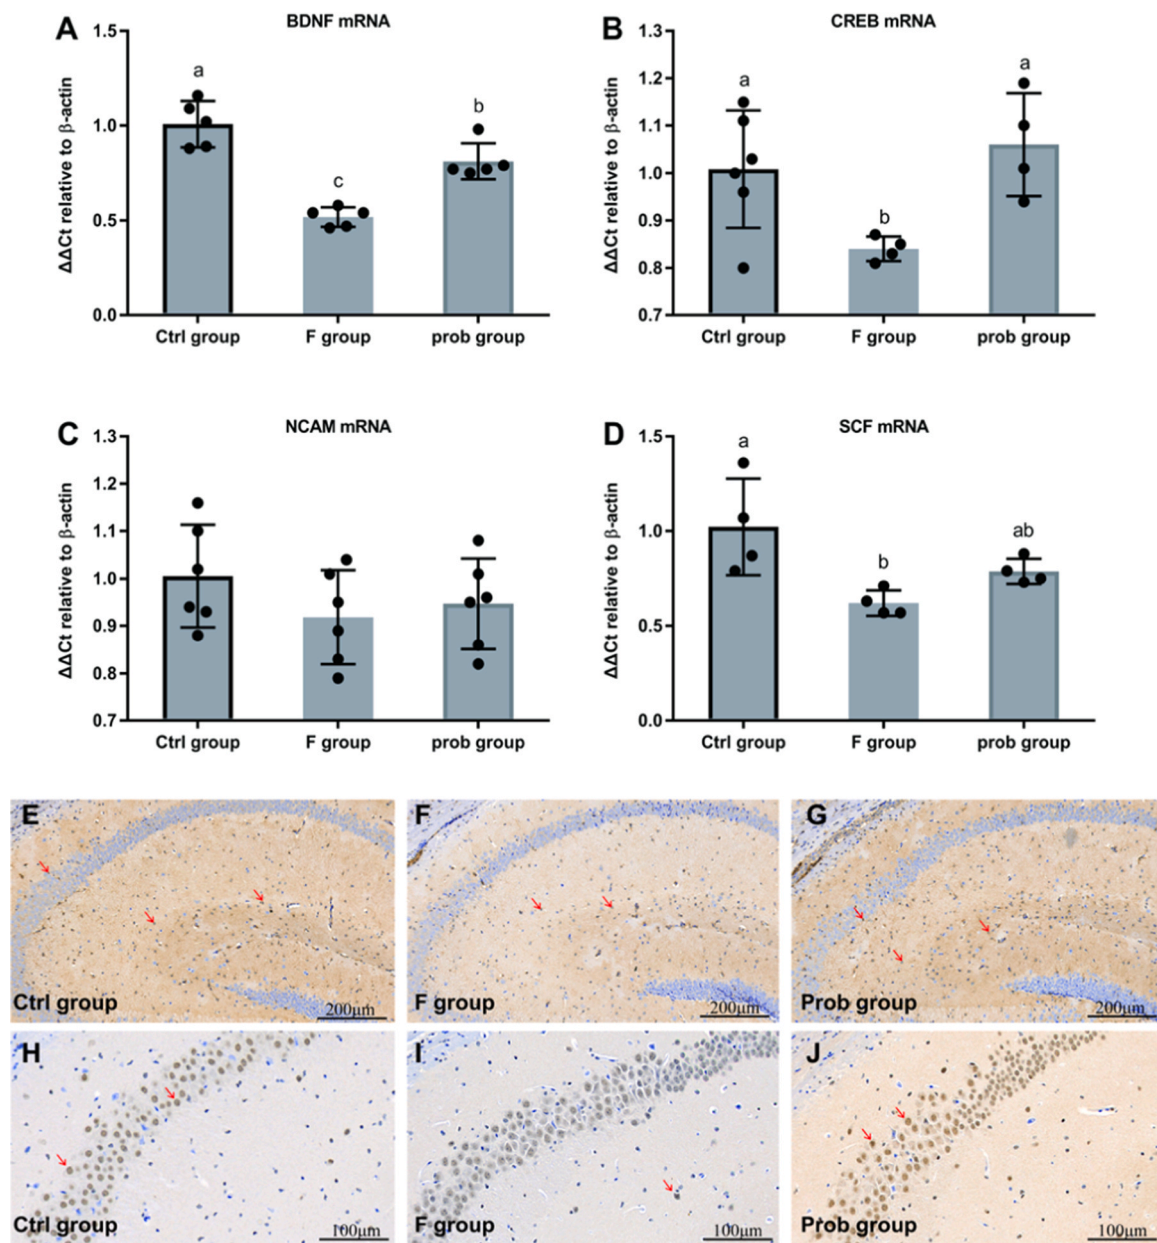 A
BDNF mRNA
ΔΔCt relative to β-actin
1.5
1.0
0.5
0.0
a
c
b
Ctrl group
F group
prob group
B
CREB mRNA
ΔΔCt relative to β-actin
1.3
1.2
1.1
1.0
0.9
0.8
0.7
a
b
a
Ctrl group
F group
prob group
C
NCAM mRNA
ΔΔCt relative to β-actin
1.3
1.2
1.1
1.0
0.9
0.8
0.7
Ctrl group
F group
prob group
D
SCF mRNA
ΔΔCt relative to β-actin
1.5
1.0
0.5
0.0
a
b
ab
Ctrl group
F group
prob group
E
Ctrl group
200μm
F
F group
200μm
G
Prob group
200μm
H
Ctrl group
100μm
I
F group
100μm
J
Prob group
100μm